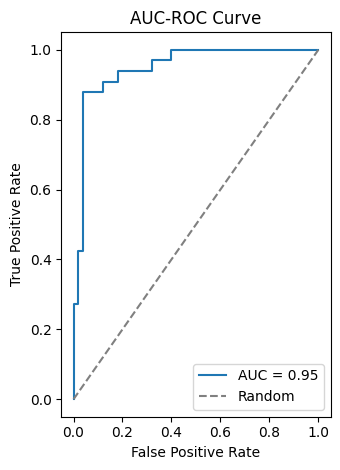 AUC-ROC Curve
True Positive Rate
1.0
0.8
0.6
0.4
0.2
0.0
AUC = 0.95
Random
0.0 0.2 0.4 0.6 0.8 1.0
False Positive Rate